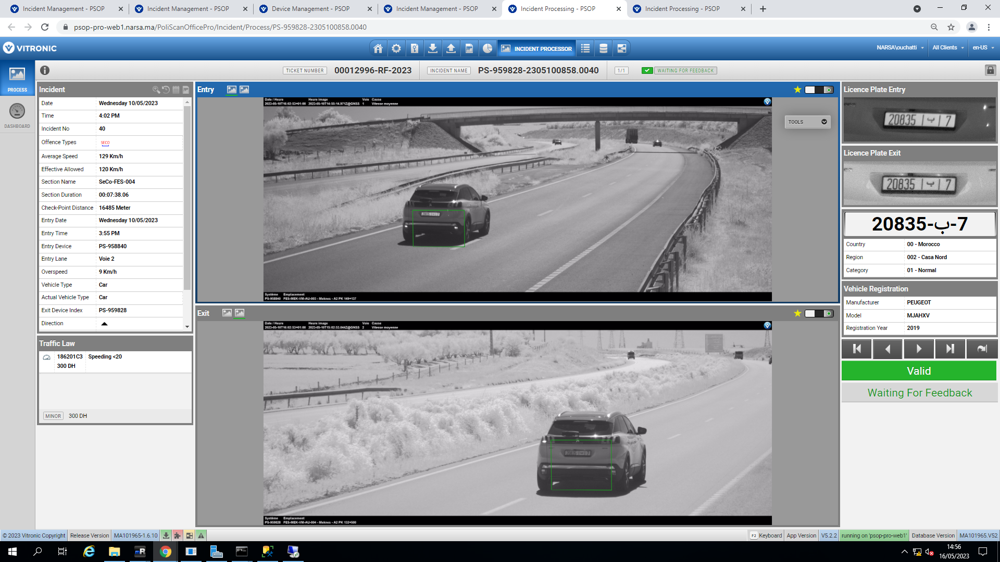 Incident Management - PSOP
Incident Management - PSOP
Device Management - PSOP
Incident Management - PSOP
Incident Processing - PSOP
Incident Processing - PSOP
psop-pro-web1.narsa.ma/PoliScanOfficePro/Incident/Process/PS-959828-2305100858.0040
VITRONIC
INCIDENT PROCESSOR
NARSA\ouchatti
All Clients
en-US
PROCESS
DASHBOARD
TICKET NUMBER 00012996-RF-2023
INCIDENT NAME PS-959828-2305100858.0040
1/1
WAITING FOR FEEDBACK
Incident
Date Wednesday 10/05/2023
Time 4:02 PM
Incident No 40
Offence Types SECO
Average Speed 129 Km/h
Effective Allowed 120 Km/h
Section Name SeCo-FES-004
Section Duration 00:07:38.06
Check-Point Distance 16485 Meter
Entry Date Wednesday 10/05/2023
Entry Time 3:55 PM
Entry Device PS-958840
Entry Lane Voie 2
Overspeed 9 Km/h
Vehicle Type Car
Actual Vehicle Type Car
Exit Device Index PS-959828
Direction
Traffic Law
186201C3 Speeding <20
300 DH
MINOR 300 DH
Entry
Date / Heure Heure image Voie Cause
2023-05-10T16:02:53+01:00 2023-05-10T14:55:14.971Z@GNSS 1 Vitesse moyenne
TOOLS
20835 ب 7
Système Emplacement
PS-958840 FES-MEK-VM-AU-003 - Meknes - A2 PK 149+137
Exit
Date / Heure Heure image Voie Cause
2023-05-10T16:02:53+01:00 2023-05-10T15:02:53.044Z@GNSS 2 Vitesse moyenne
20835 ب 7
Système Emplacement
PS-959828 FES-MEK-VM-AU-004 - Meknes - A2 PK 132+500
Licence Plate Entry
20835 | ب | 7
Licence Plate Exit
20835 | ب | 7
20835-ب-7
Country 00 - Morocco
Region 002 - Casa Nord
Category 01 - Normal
Vehicle Registration
Manufacturer PEUGEOT
Model MJAHXV
Registration Year 2019
Valid
Waiting For Feedback
© 2023 Vitronic Copyright
Release Version
MA101965-1.6.10
F2 Keyboard
App Version
V5.2.2
running on 'psop-pro-web1'
Database Version
MA101965.V52
14:56
16/05/2023